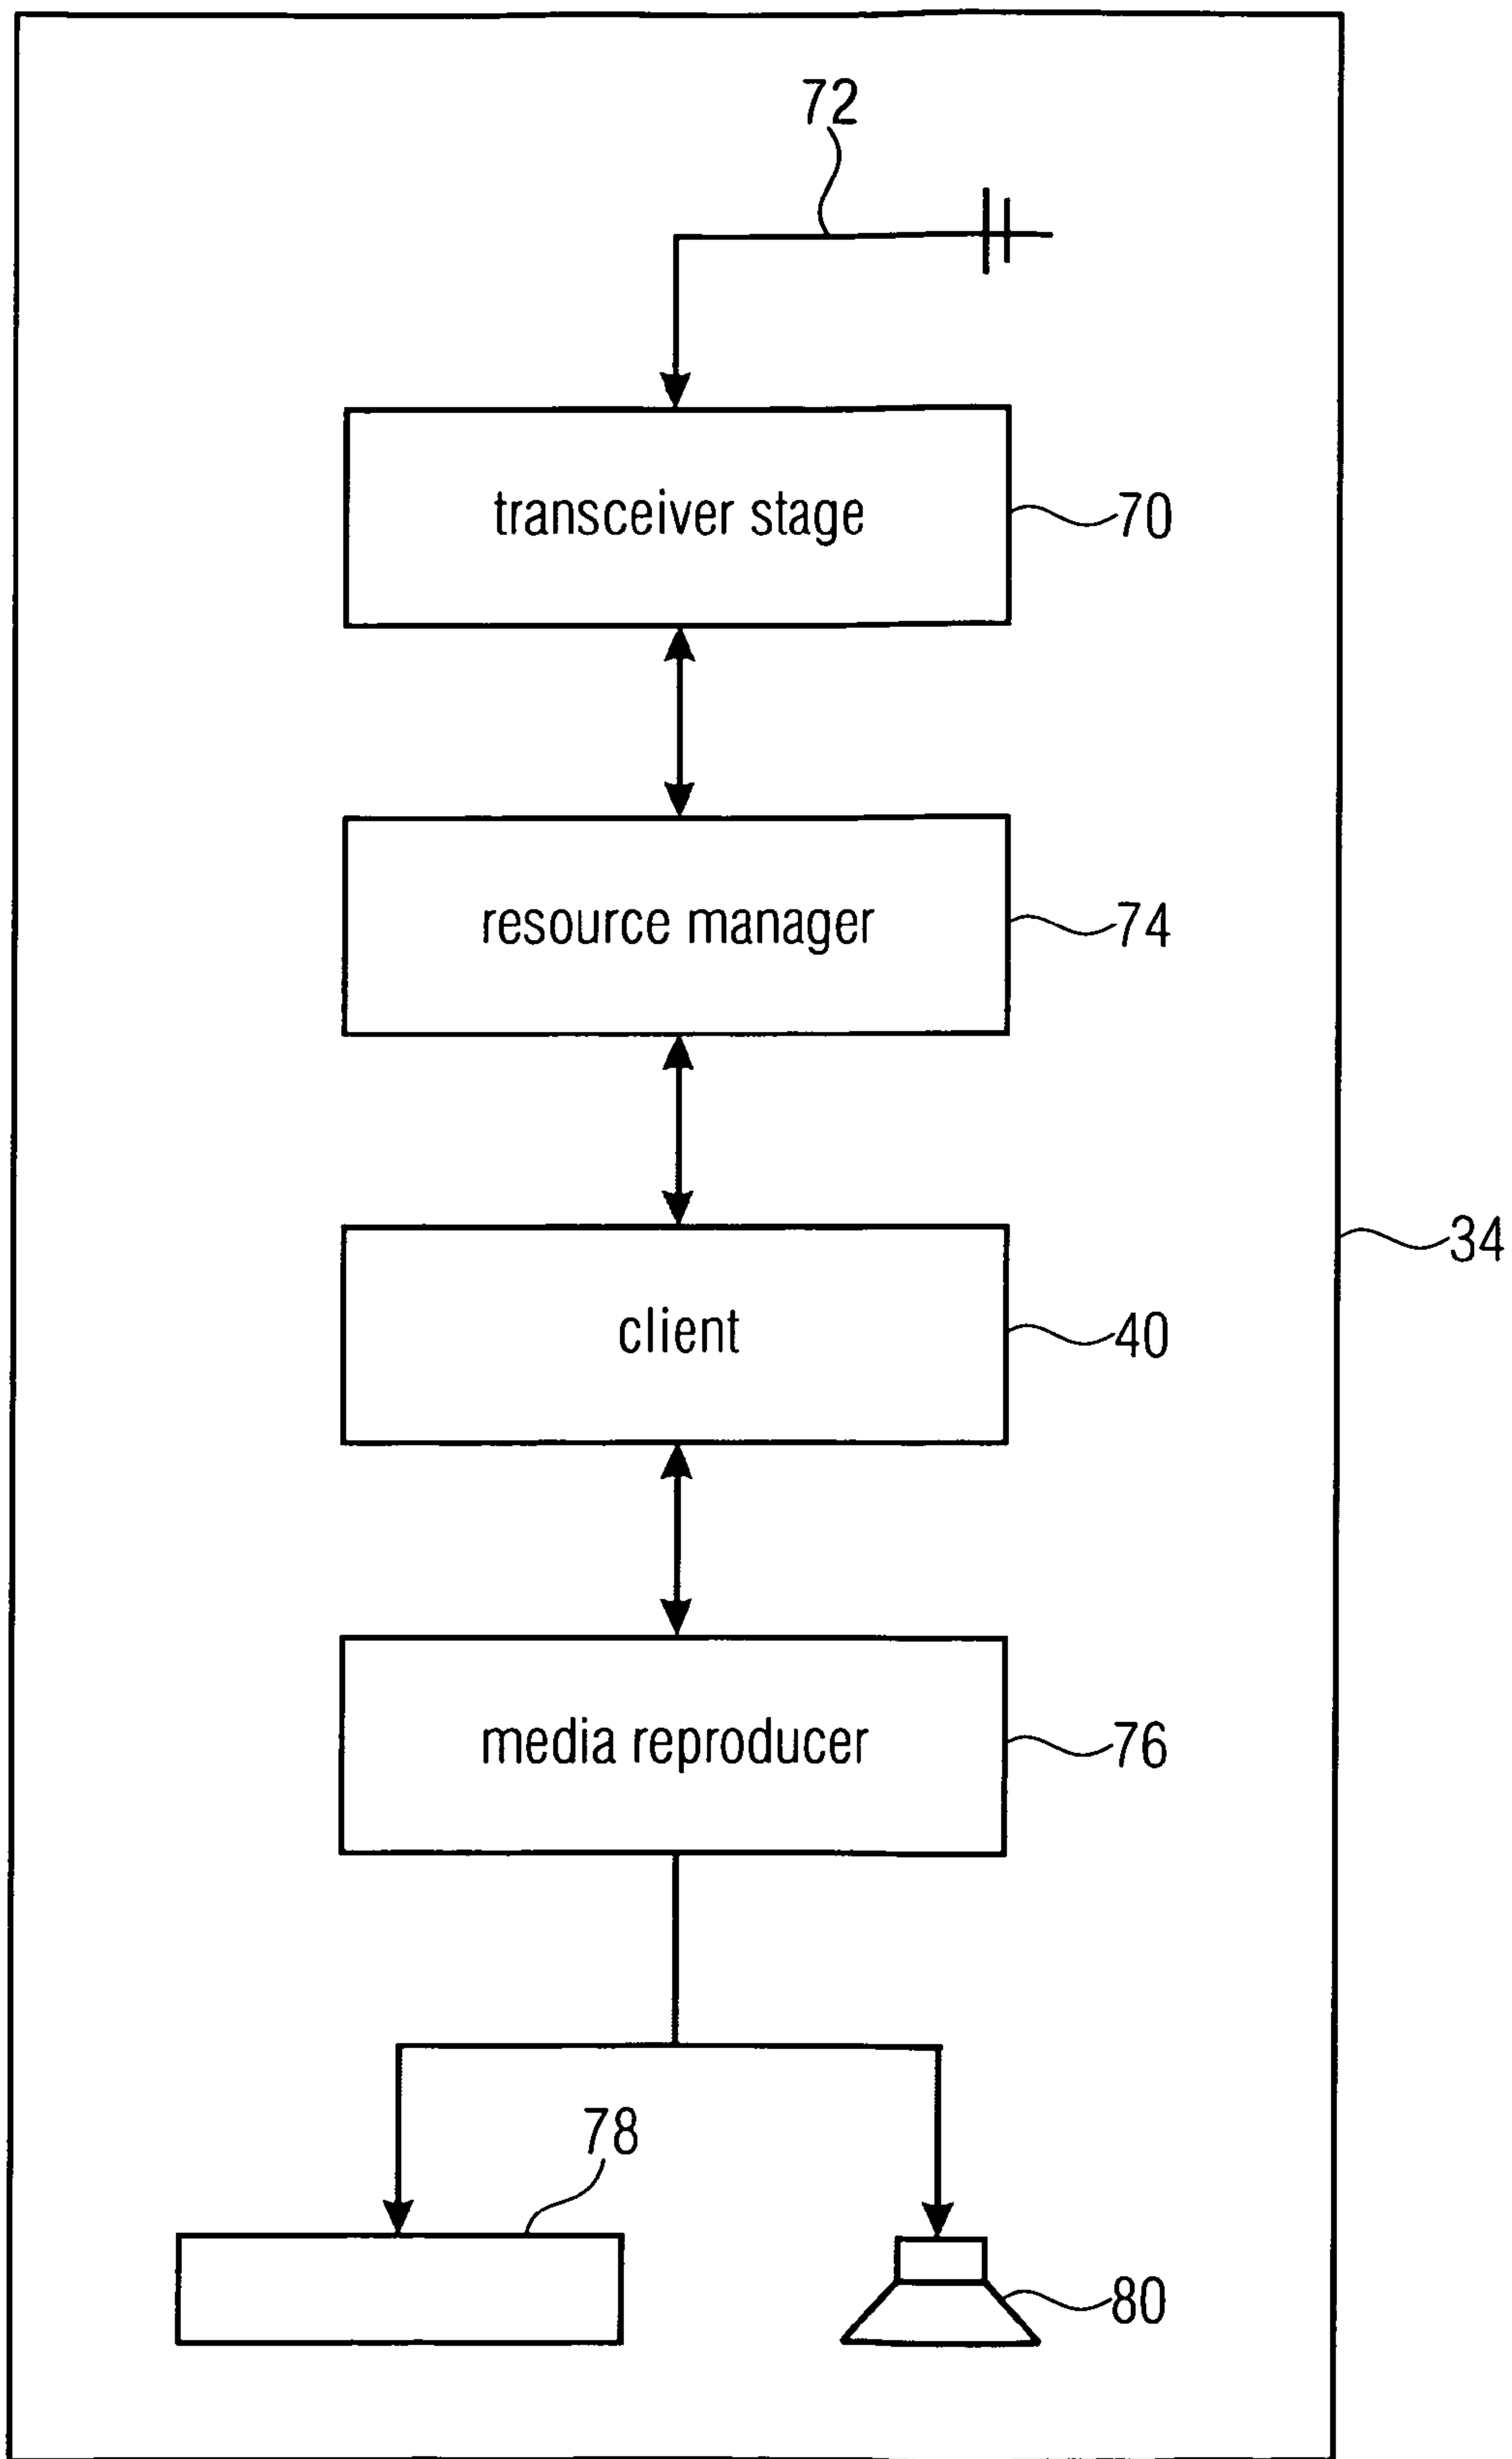 72
transceiver stage
70
resource manager
74
34
client
40
media reproducer
76
78
80